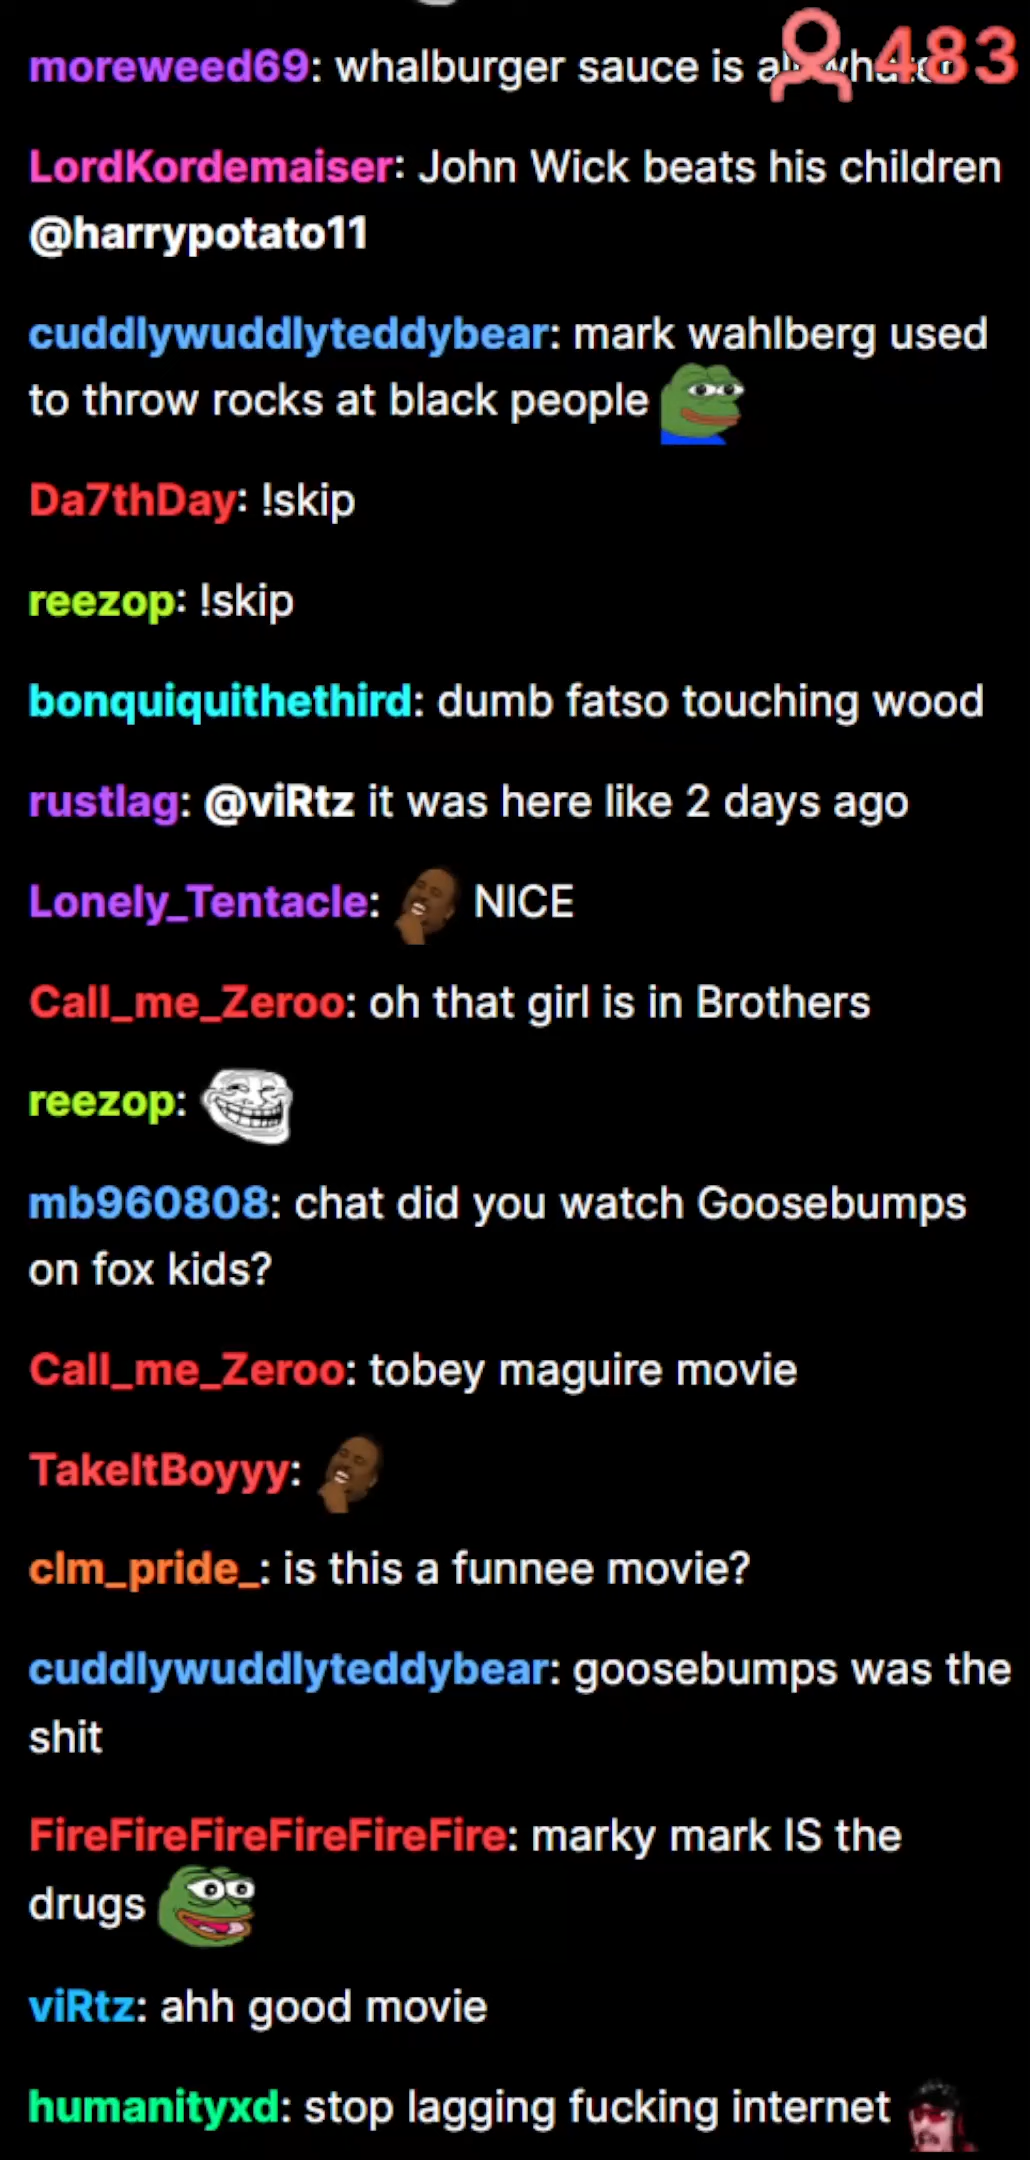 483
moreweed69: whalburger sauce is
LordKordemaiser: John Wick beats his children
@harrypotato11
cuddlywuddlyteddybear: mark wahlberg used
to throw rocks at black people
Da7thDay: !skip
reezop: !skip
bonquiquithethird: dumb fatso touching wood
rustlag: @viRtz it was here like 2 days ago
Lonely_Tentacle: NICE
Call_me_Zeroo: oh that girl is in Brothers
reezop:
mb960808: chat did you watch Goosebumps
on fox kids?
Call_me_Zeroo: tobey maguire movie
TakeItBoyyy:
clm_pride_: is this a funnee movie?
cuddlywuddlyteddybear: goosebumps was the
shit
FireFireFireFireFireFire: marky mark IS the
drugs
viRtz: ahh good movie
humanityxd: stop lagging fucking internet